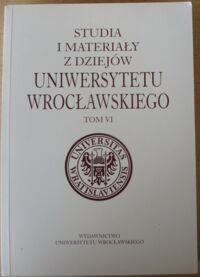 STUDIA
I MATERIAŁY
Z DZIEJÓW
UNIWERSYTETU
WROCŁAWSKIEGO
TOM VI
UNIVERSITAS
WRATISLAVIENSIS
WYDAWNICTWO
UNIWERSYTETU WROCŁAWSKIEGO